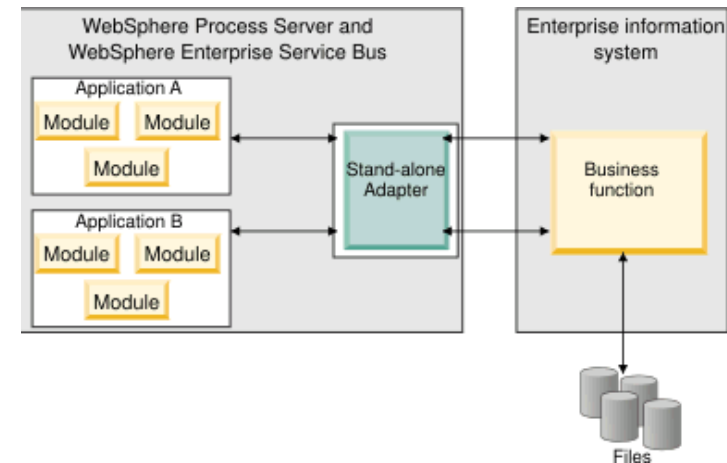 WebSphere Process Server and
WebSphere Enterprise Service Bus
Application A
Module Module
Module
Application B
Module Module
Module
Stand-alone
Adapter
Enterprise information
system
Business
function
Files